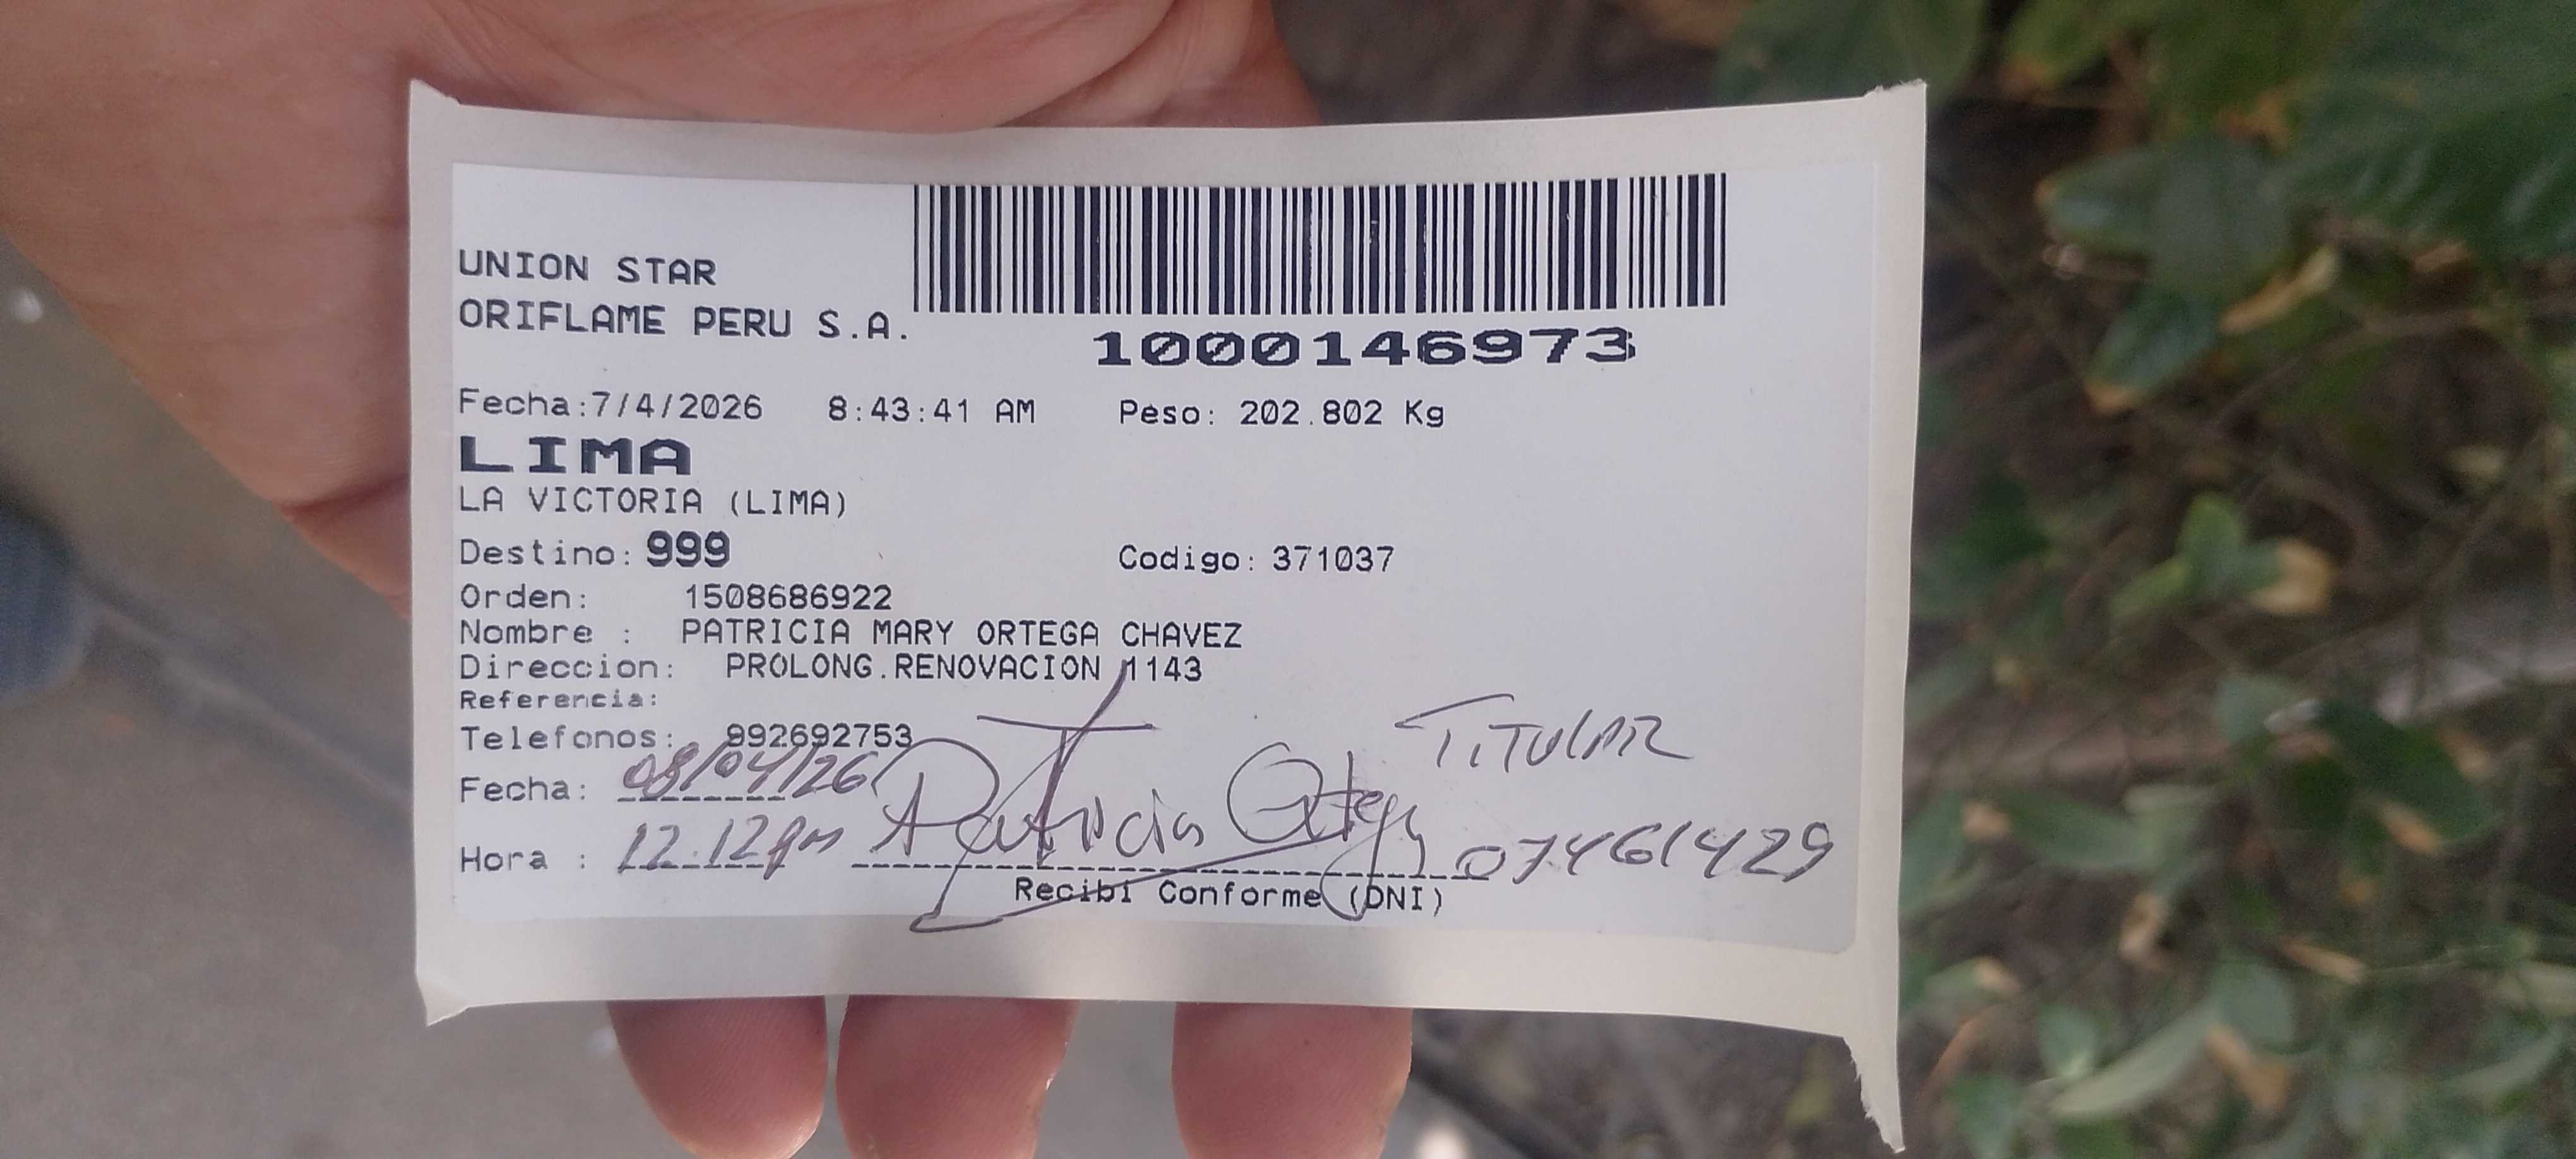 UNION STAR
ORIFLAME PERU S.A.
1000146973
Fecha:7/4/2026 8:43:41 AM Peso: 202.802 Kg
LIMA
LA VICTORIA (LIMA)
Destino: 999 Codigo: 371037
Orden: 1508686922
Nombre : PATRICIA MARY ORTEGA CHAVEZ
Direccion: PROLONG.RENOVACION 1143
Referencia:
Telefonos: 992692753
TITULAR
Fecha: 08/04/26
Patricia Ortega
Hora : 12.12pm 07461429
Recibi Conforme (DNI)